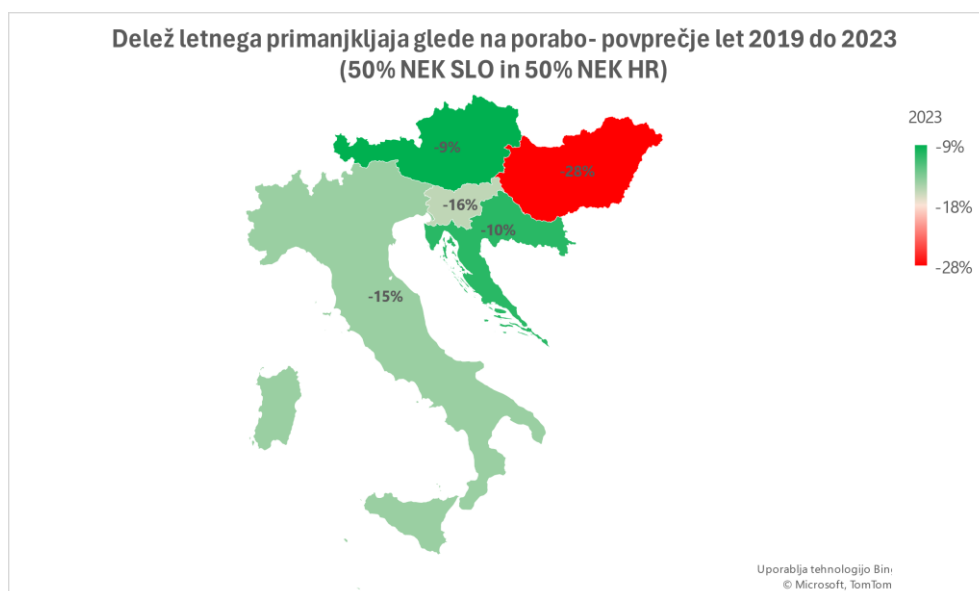 Delež letnega primanjkljaja glede na porabo- povprečje let 2019 do 2023
(50% NEK SLO in 50% NEK HR)
2023
-9%
-9%
-28%
-16%
-18%
-10%
-28%
-15%
Uporablja tehnologijo Bin
© Microsoft, TomTom